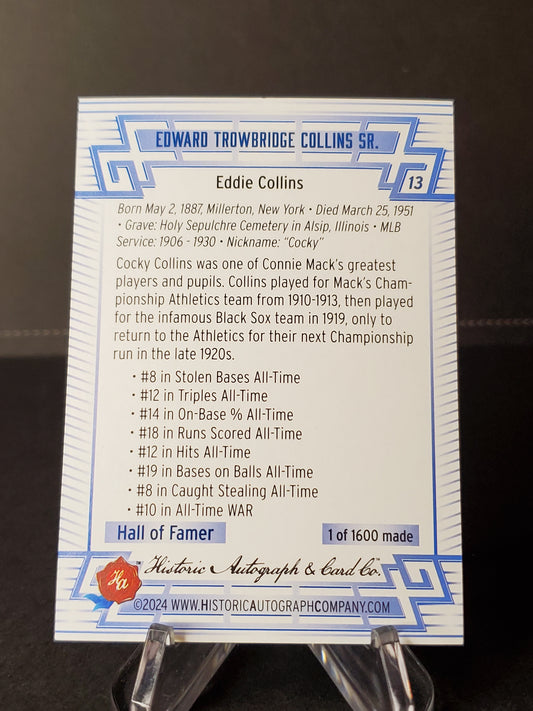 EDWARD TROWBRIDGE COLLINS SR.
Eddie Collins
13
Born May 2, 1887, Millerton, New York • Died March 25, 1951
• Grave: Holy Sepulchre Cemetery in Alsip, Illinois • MLB
Service: 1906 - 1930 • Nickname: "Cocky"
Cocky Collins was one of Connie Mack's greatest
players and pupils. Collins played for Mack's Cham-
pionship Athletics team from 1910-1913, then played
for the infamous Black Sox team in 1919, only to
return to the Athletics for their next Championship
run in the late 1920s.
• #8 in Stolen Bases All-Time
• #12 in Triples All-Time
• #14 in On-Base % All-Time
• #18 in Runs Scored All-Time
• #12 in Hits All-Time
• #19 in Bases on Balls All-Time
• #8 in Caught Stealing All-Time
• #10 in All-Time WAR
Hall of Famer
1 of 1600 made
Ha
Historic Autograph & Card Co.™
©2024 WWW.HISTORICAUTOGRAPHCOMPANY.COM